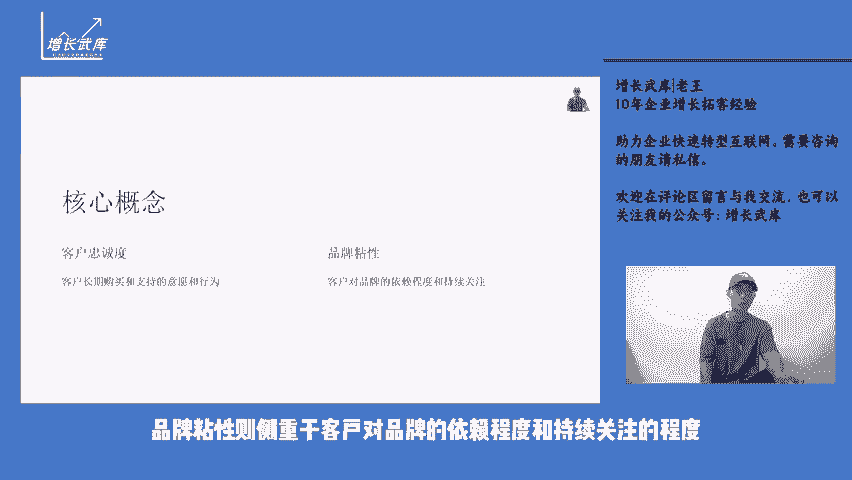 增长武库
增长武库|老王
10年企业增长拓客经验
助力企业快速转型互联网。需要咨询
的朋友请私信。
欢迎在评论区留言与我交流，也可以
关注我的公众号：增长武库
核心概念
客户忠诚度
客户长期购买和支持的意愿和行为
品牌粘性
客户对品牌的依赖程度和持续关注
品牌粘性则侧重于客户对品牌的依赖程度和持续关注的程度